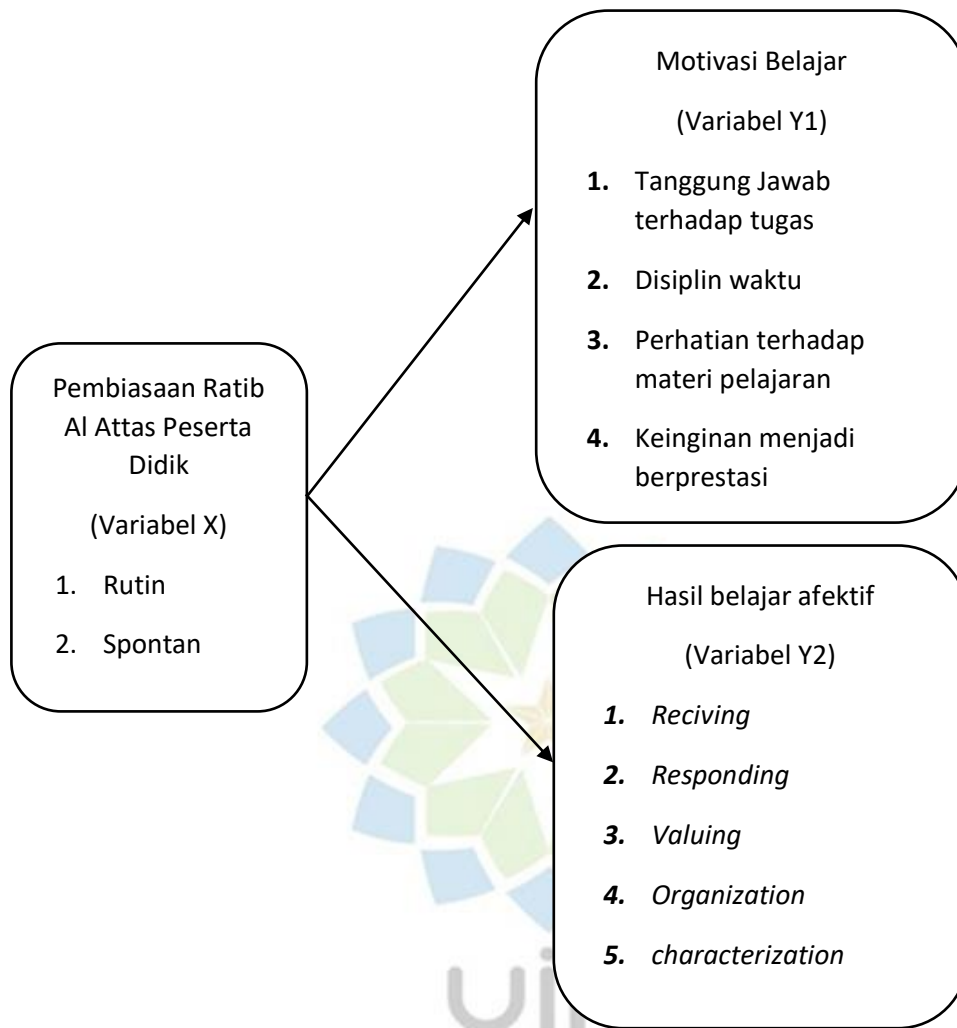 Pembiasaan Ratib
Al Attas Peserta
Didik
(Variabel X)
1. Rutin
2. Spontan
Motivasi Belajar
(Variabel Y1)
1. Tanggung Jawab
terhadap tugas
2. Disiplin waktu
3. Perhatian terhadap
materi pelajaran
4. Keinginan menjadi
berprestasi
Hasil belajar afektif
(Variabel Y2)
1. Reciving
2. Responding
3. Valuing
4. Organization
5. characterization